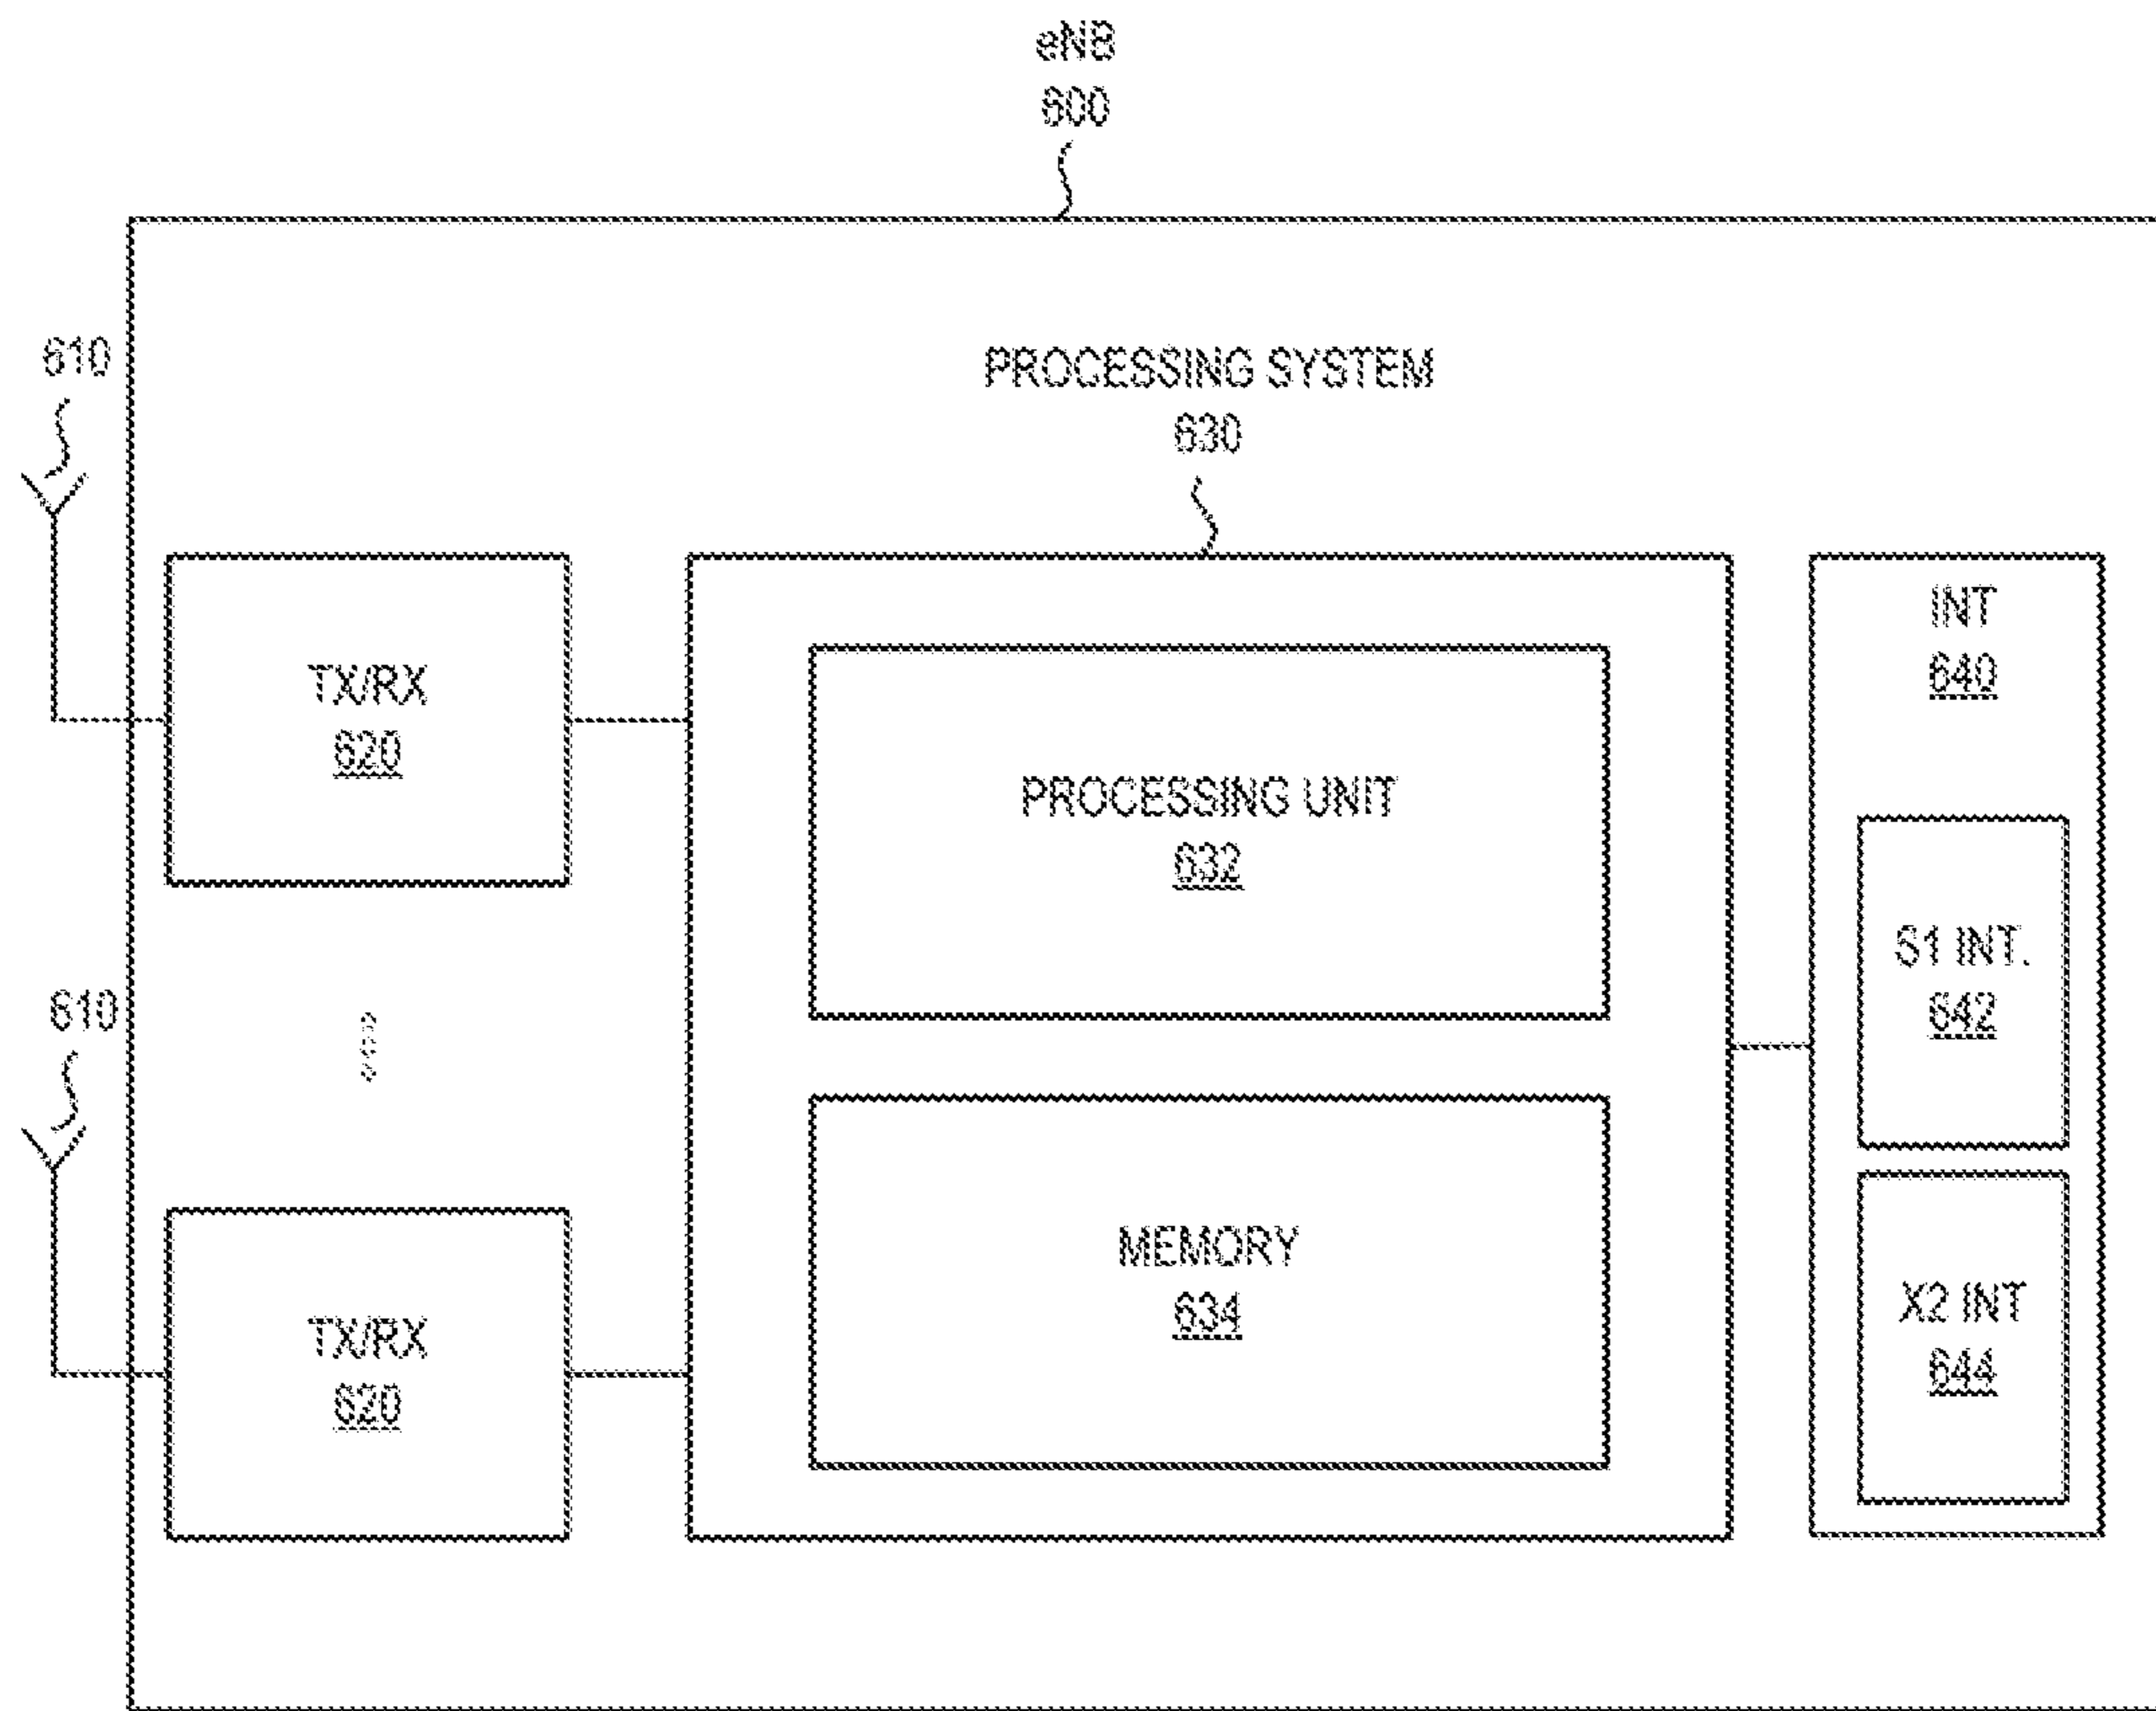 eNB
600
610
PROCESSING SYSTEM
630
INT
640
TX/RX
620
PROCESSING UNIT
632
S1 INT.
642
610
MEMORY
634
X2 INT
644
TX/RX
620